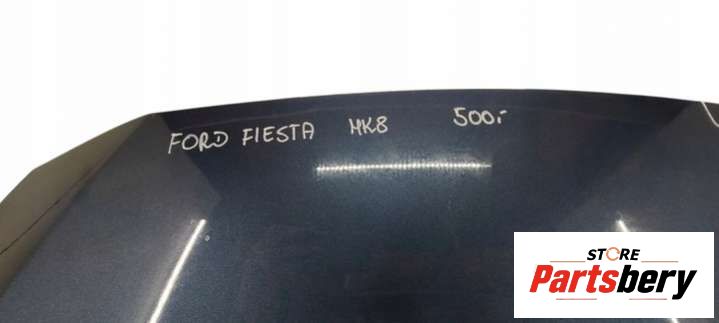 FORD FIESTA MK8 500,-
STORE
Partsbery